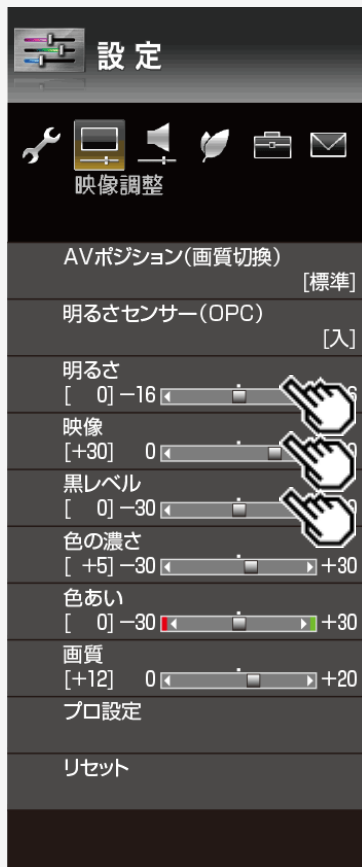 設定
映像調整
AVポジション(画質切換)
[標準]
明るさセンサー(OPC)
[入]
明るさ
[ 0] −16
映像
[+30] 0
黒レベル
[ 0] −30
色の濃さ
[ +5] −30 +30
色あい
[ 0] −30 +30
画質
[+12] 0 +20
プロ設定
リセット